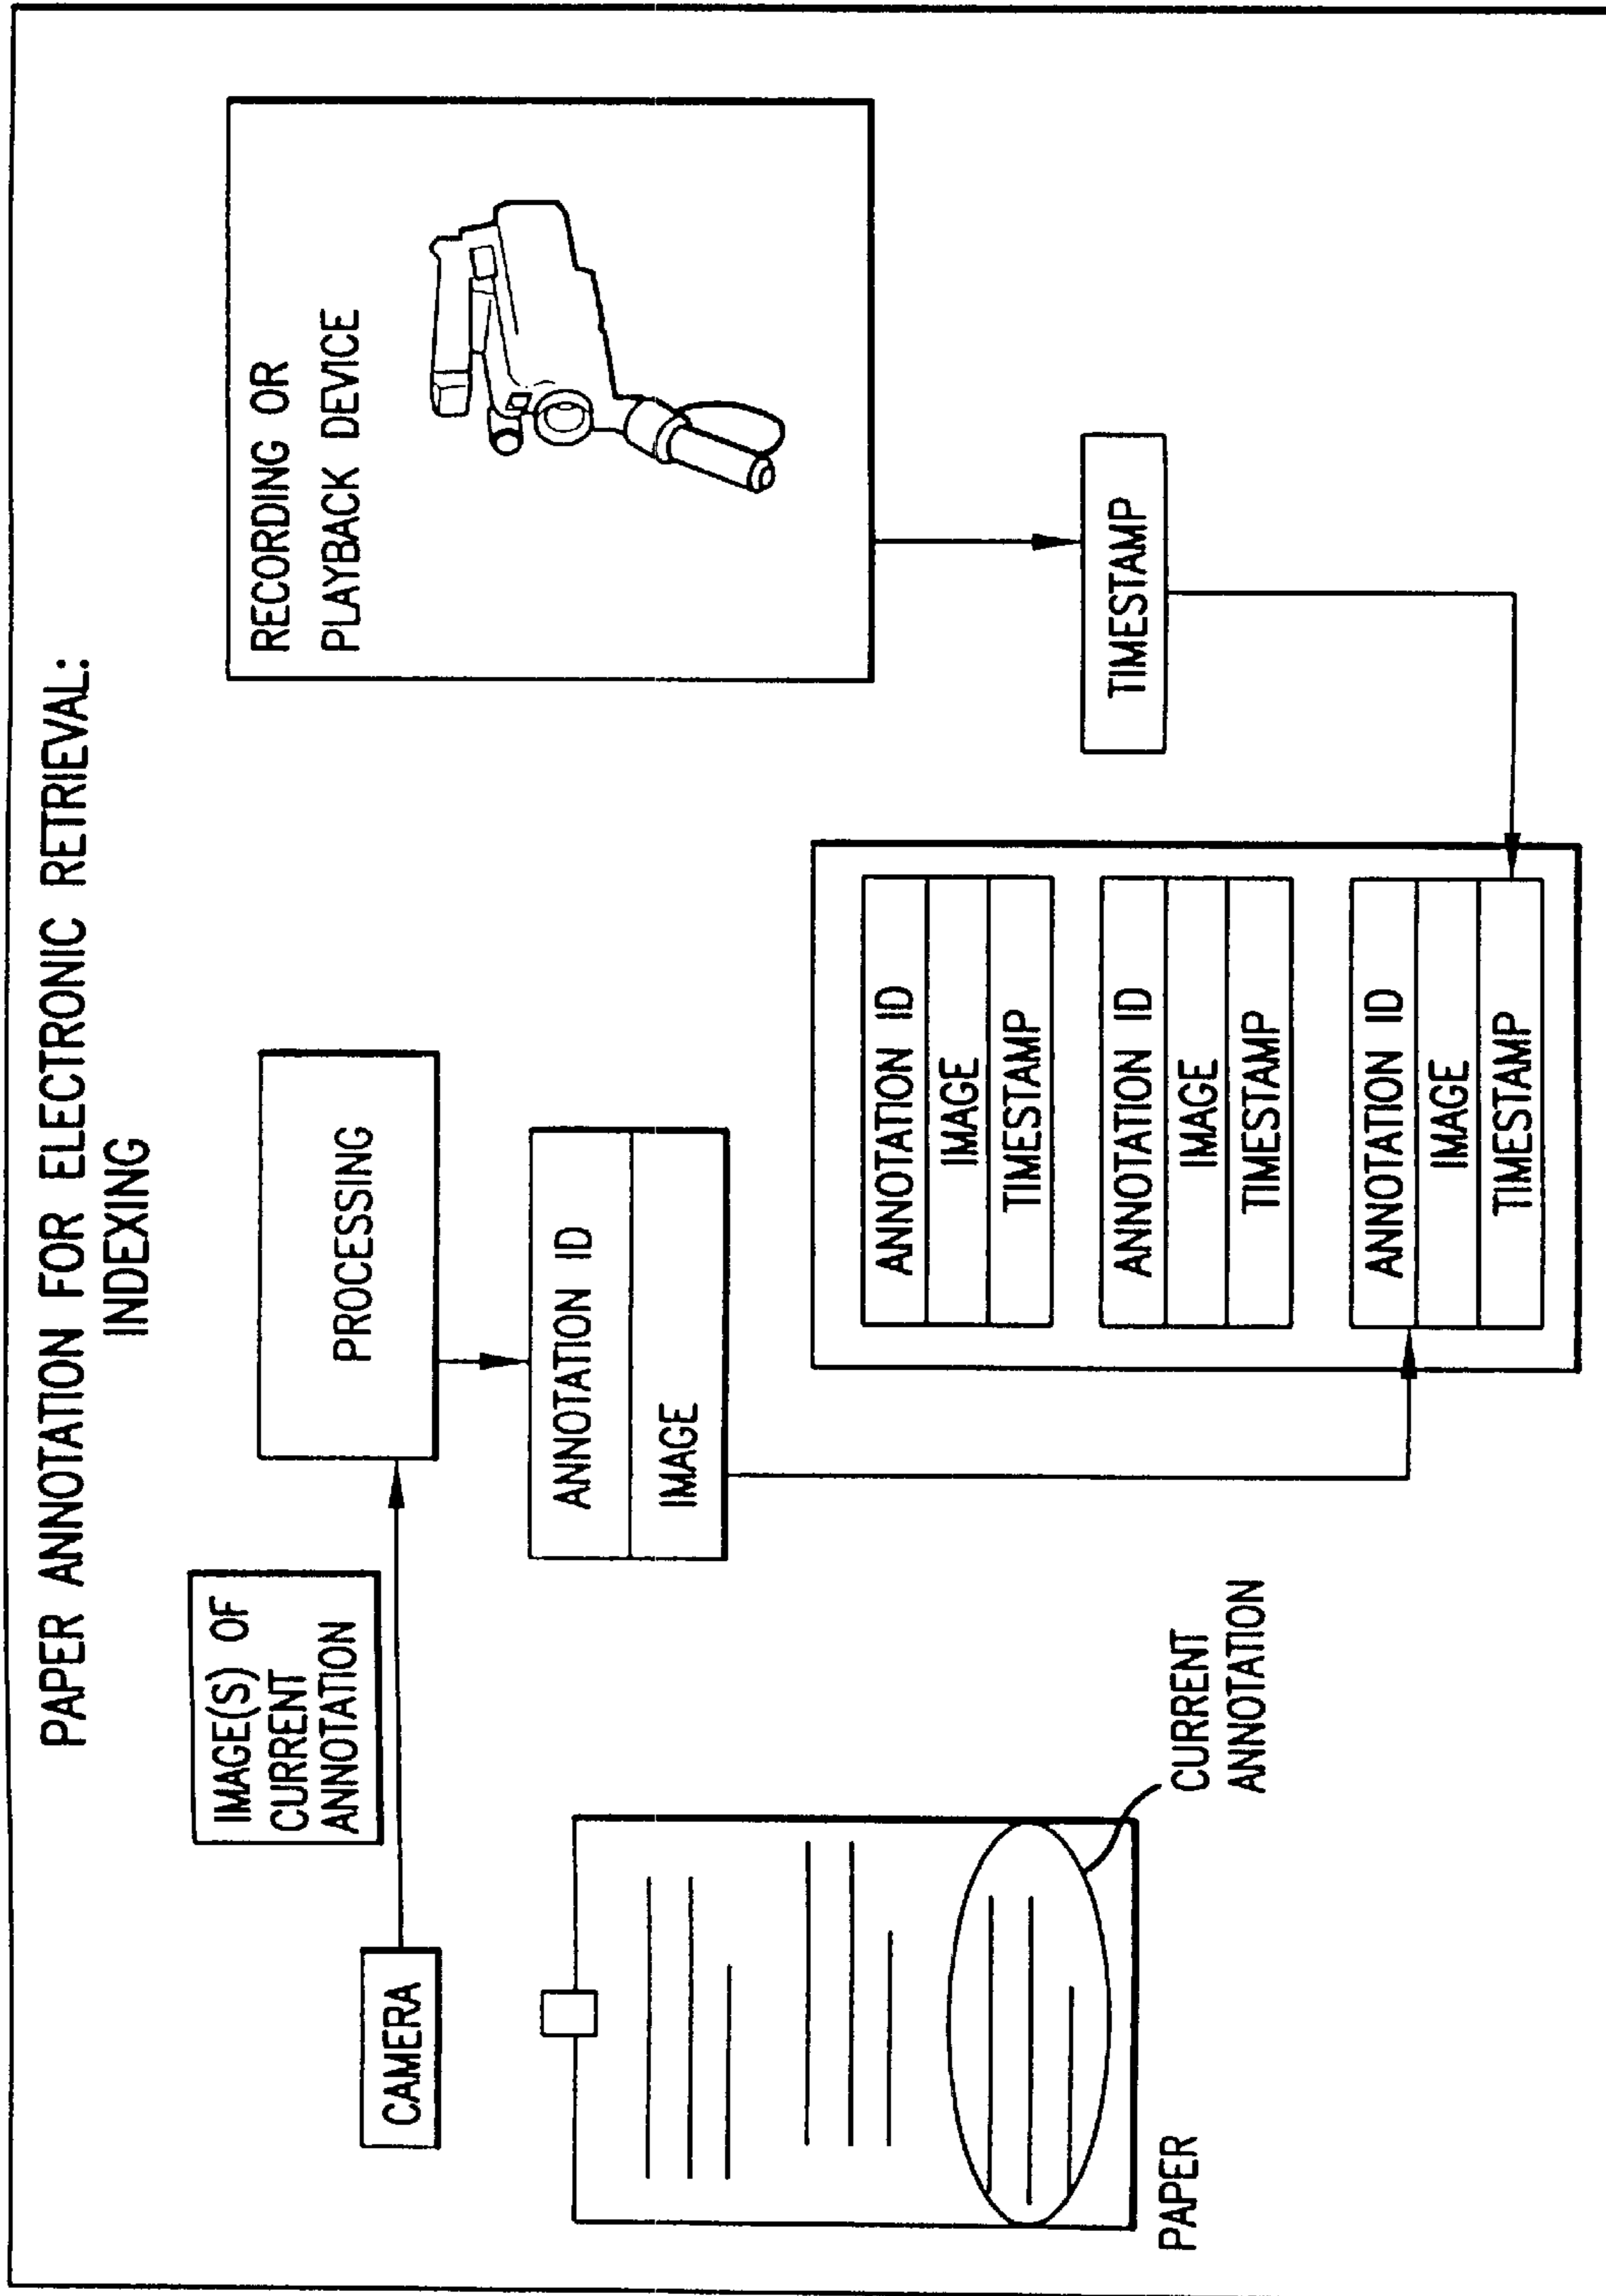 PAPER ANNOTATION FOR ELECTRONIC RETRIEVAL:
INDEXING
IMAGE(S) OF
CURRENT
ANNOTATION
CAMERA
PROCESSING
RECORDING OR
PLAYBACK DEVICE
ANNOTATION ID
IMAGE
PAPER
CURRENT
ANNOTATION
ANNOTATION ID
IMAGE
TIMESTAMP
ANNOTATION ID
IMAGE
TIMESTAMP
ANNOTATION ID
IMAGE
TIMESTAMP
TIMESTAMP